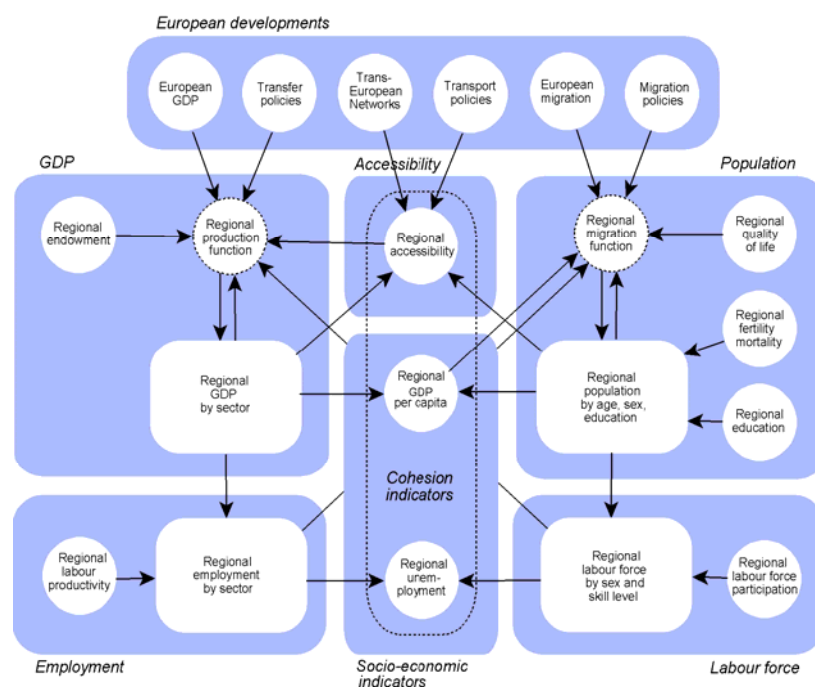 European developments
European
GDP
Transfer
policies
Trans-
European
Networks
Transport
policies
European
migration
Migration
policies
GDP
Accessibility
Population
Regional
endowment
Regional
production
function
Regional
accessibility
Regional
migration
function
Regional
quality
of life
Regional
fertility
mortality
Regional
GDP
by sector
Regional
GDP
per capita
Regional
population
by age, sex,
education
Regional
education
Cohesion
indicators
Regional
labour
productivity
Regional
employment
by sector
Regional
unem-
ployment
Regional
labour force
by sex and
skill level
Regional
labour force
participation
Employment
Socio-economic
indicators
Labour force